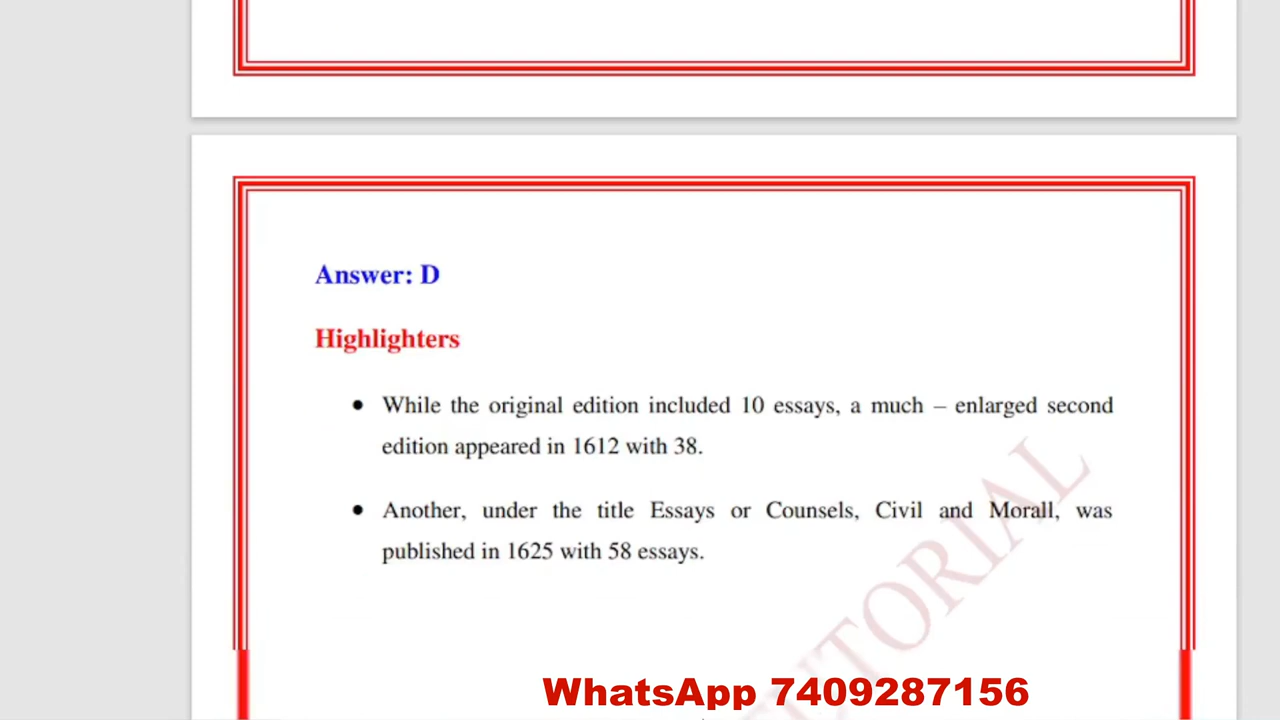 Answer: D
Highlighters
● While the original edition included 10 essays, a much – enlarged second
edition appeared in 1612 with 38.
● Another, under the title Essays or Counsels, Civil and Morall, was
published in 1625 with 58 essays.
TORIAL
WhatsApp 7409287156